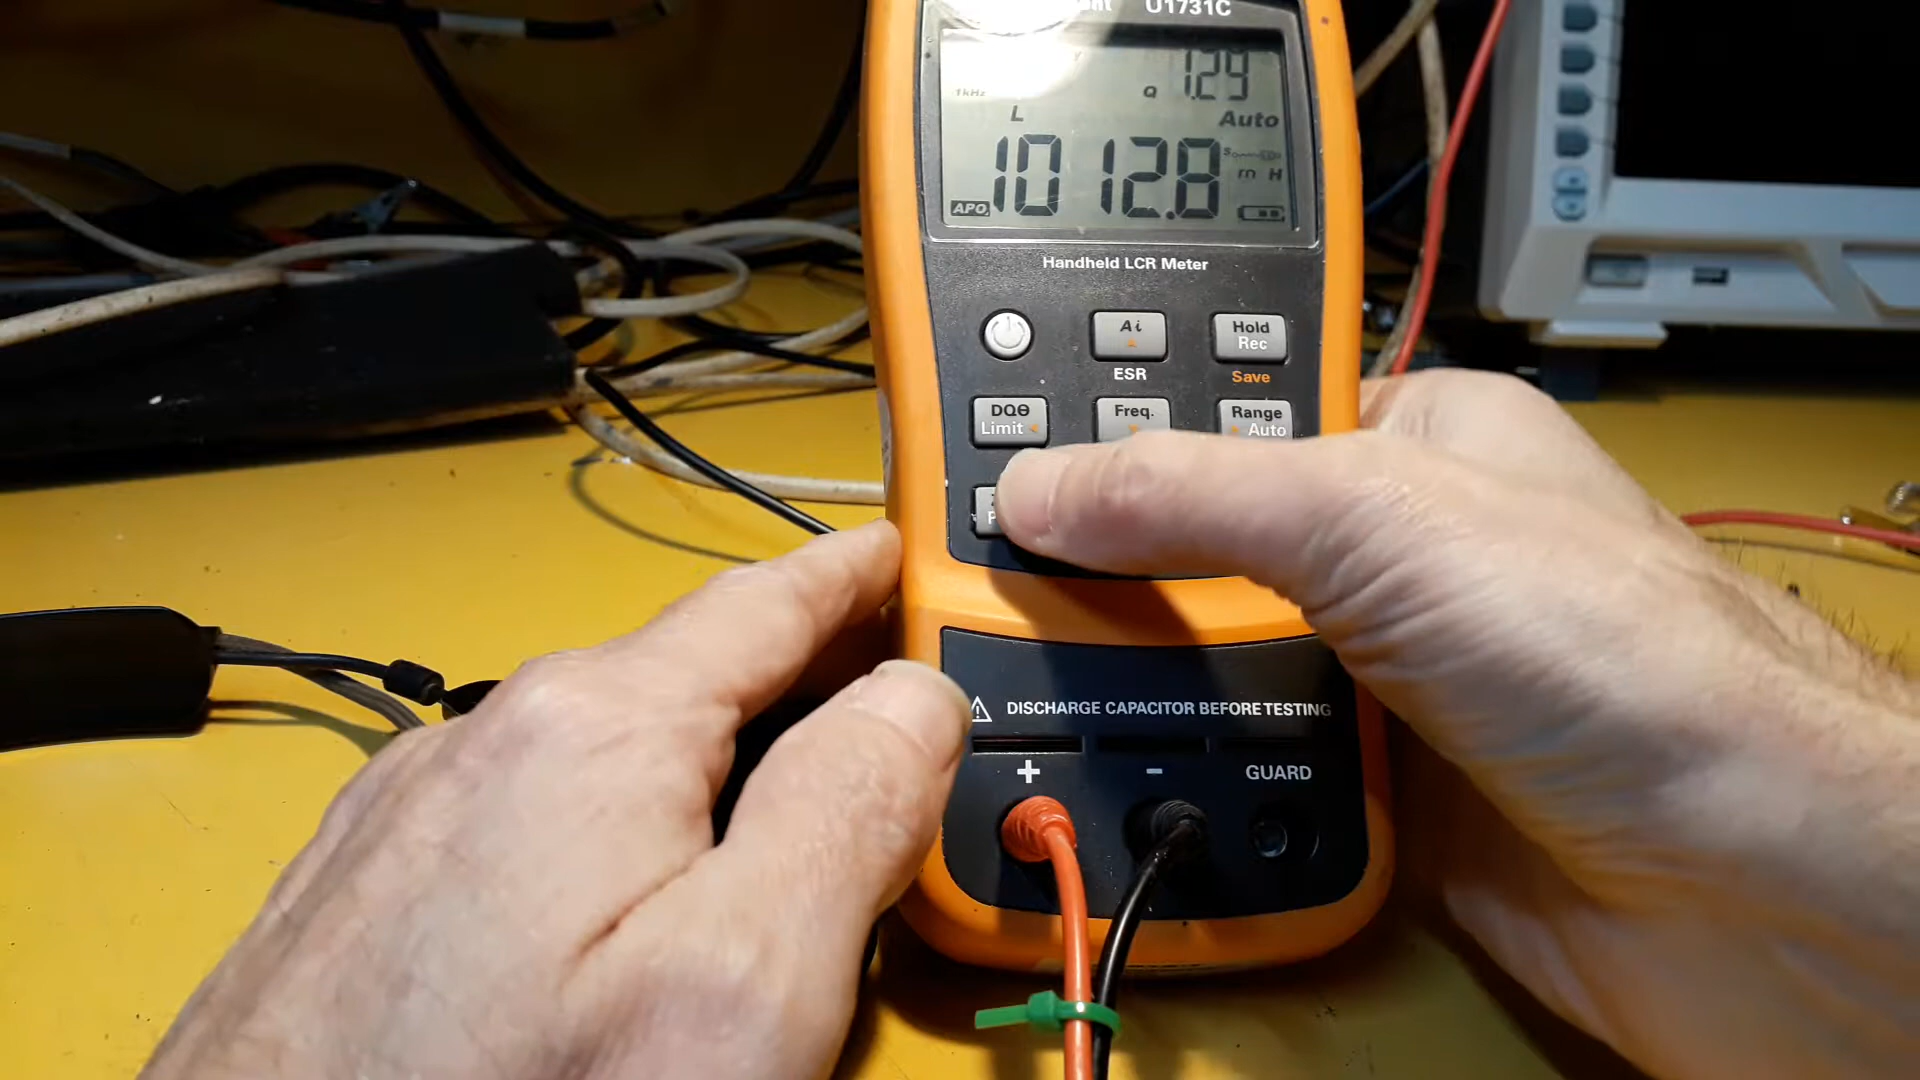 U1731C
1.29
1kHz Q
L Auto
1012.8
m H
APO
Handheld LCR Meter
Ai Hold
Rec
ESR Save
DQΘ Freq. Range
Limit Auto
DISCHARGE CAPACITOR BEFORE TESTING
+ - GUARD